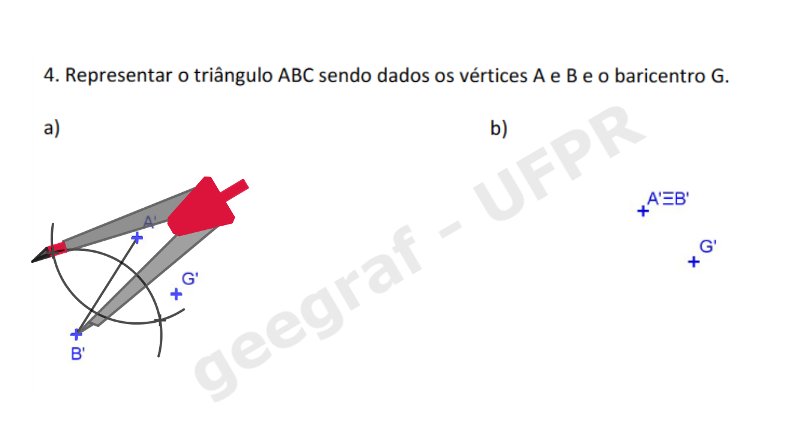 4. Representar o triângulo ABC sendo dados os vértices A e B e o baricentro G.
a)
b)
A'
G'
B'
A'≡B'
G'
geegraf - UFPR